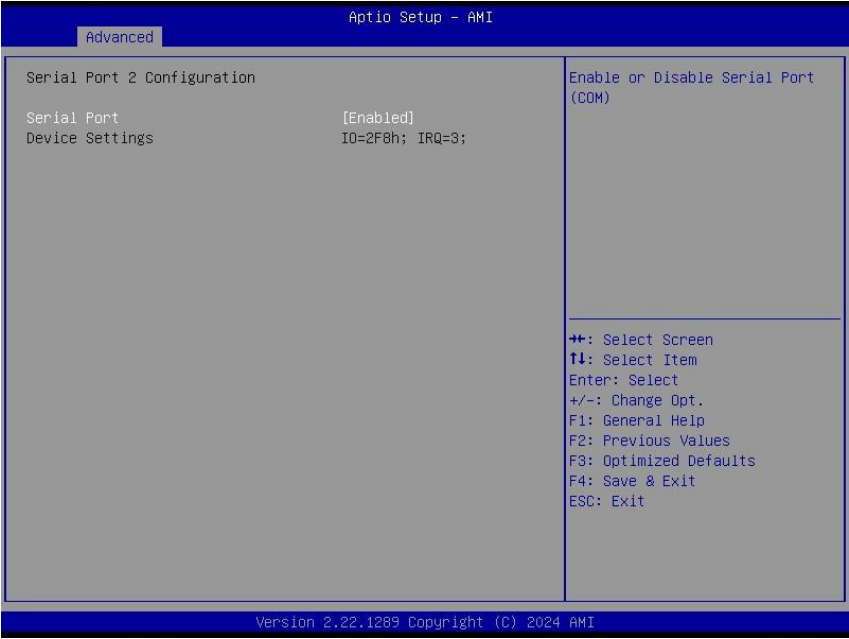 Aptio Setup - AMI
Advanced
Serial Port 2 Configuration
Serial Port [Enabled]
Device Settings IO=2F8h; IRQ=3;
Enable or Disable Serial Port
(COM)
→←: Select Screen
↑↓: Select Item
Enter: Select
+/-: Change Opt.
F1: General Help
F2: Previous Values
F3: Optimized Defaults
F4: Save & Exit
ESC: Exit
Version 2.22.1289 Copyright (C) 2024 AMI